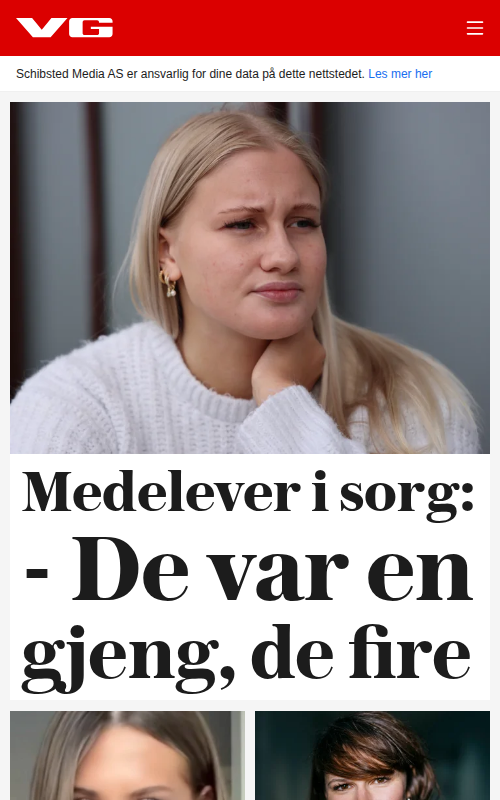 VG
Schibsted Media AS er ansvarlig for dine data på dette nettstedet. Les mer her
Medelever i sorg:
- De var en
gjeng, de fire